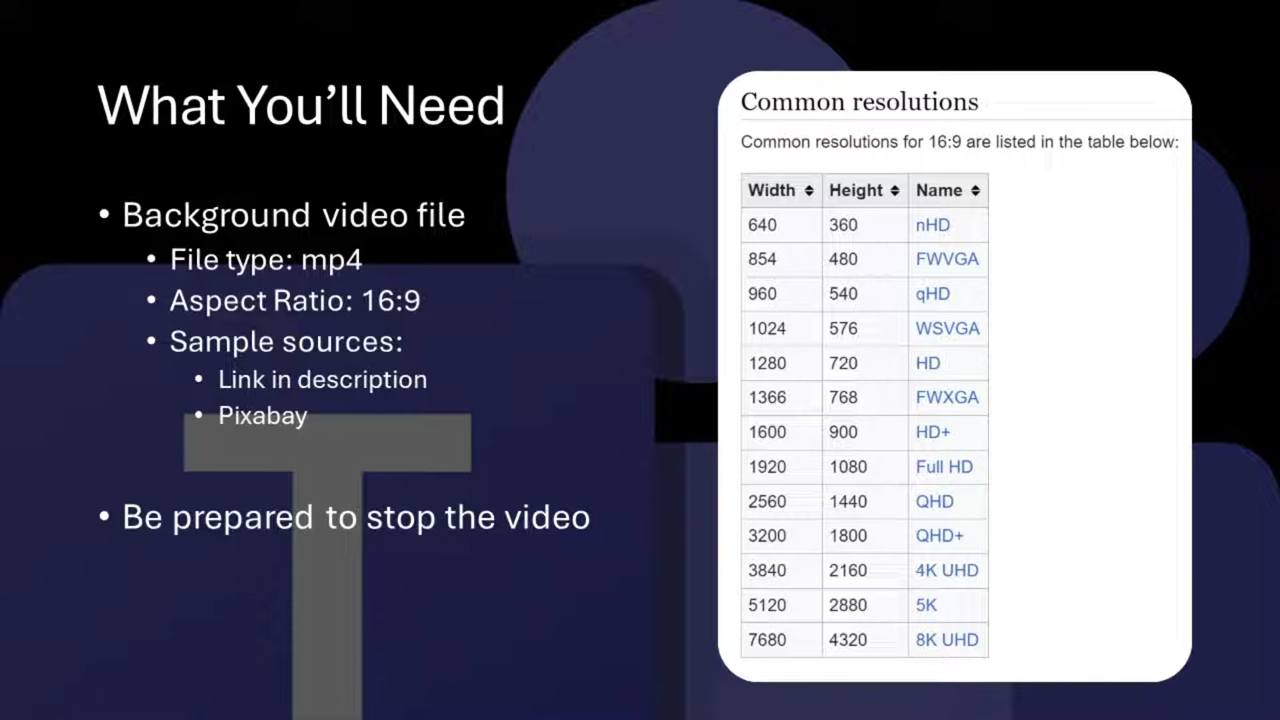 What You’ll Need
• Background video file
• File type: mp4
• Aspect Ratio: 16:9
• Sample sources:
• Link in description
• Pixabay
• Be prepared to stop the video
Common resolutions
Common resolutions for 16:9 are listed in the table below:
Width Height Name
640 360 nHD
854 480 FWVGA
960 540 qHD
1024 576 WSVGA
1280 720 HD
1366 768 FWXGA
1600 900 HD+
1920 1080 Full HD
2560 1440 QHD
3200 1800 QHD+
3840 2160 4K UHD
5120 2880 5K
7680 4320 8K UHD
T